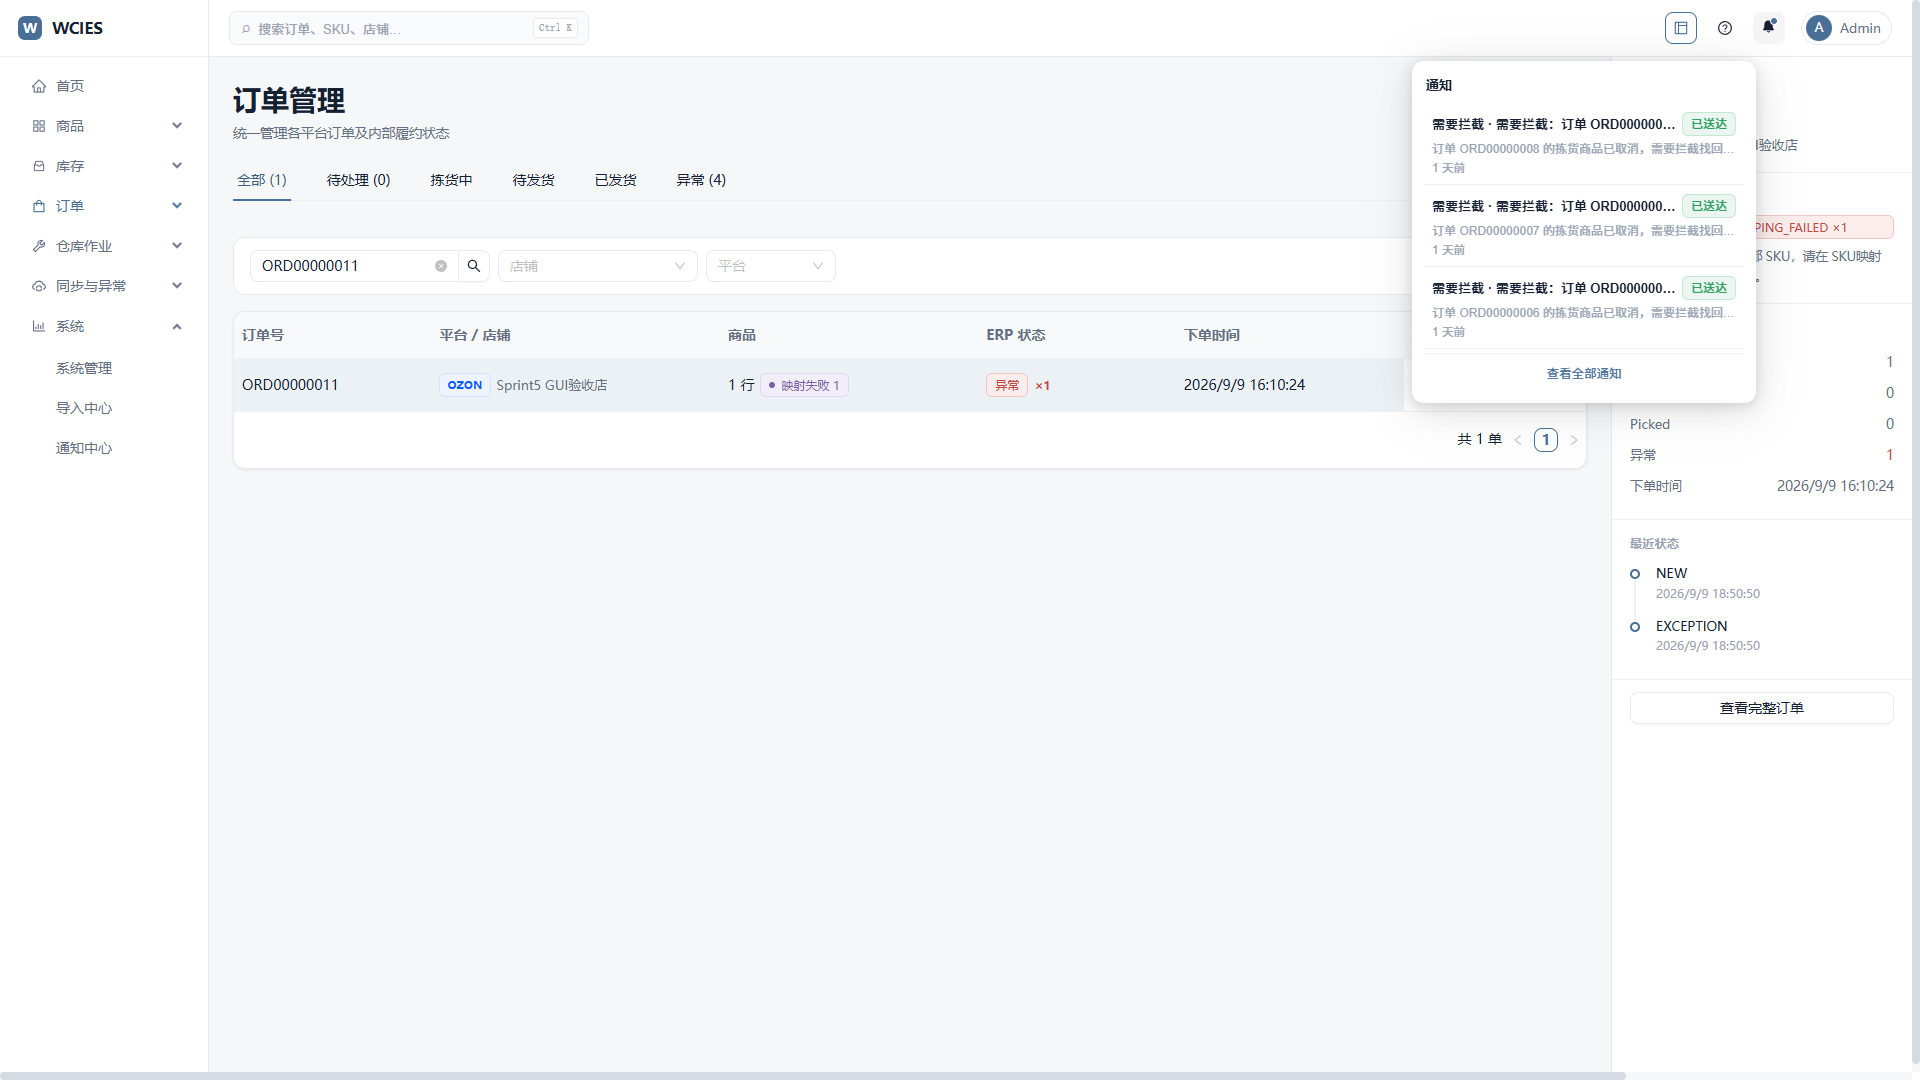 W WCIES
搜索订单、SKU、店铺... Ctrl K
A Admin
首页
商品
库存
订单
仓库作业
同步与异常
系统
系统管理
导入中心
通知中心
订单管理
统一管理各平台订单及内部履约状态
全部 (1) 待处理 (0) 拣货中 待发货 已发货 异常 (4)
ORD00000011 店铺 平台
订单号 平台 / 店铺 商品 ERP 状态 下单时间
ORD00000011 OZON Sprint5 GUI验收店 1 行 映射失败 1 异常 ×1 2026/9/9 16:10:24
共 1 单 1
通知
需要拦截 · 需要拦截：订单 ORD000000... 已送达
订单 ORD00000008 的拣货商品已取消，需要拦截找回...
1 天前
需要拦截 · 需要拦截：订单 ORD000000... 已送达
订单 ORD00000007 的拣货商品已取消，需要拦截找回...
1 天前
需要拦截 · 需要拦截：订单 ORD000000... 已送达
订单 ORD00000006 的拣货商品已取消，需要拦截找回...
1 天前
查看全部通知
验收店
PING_FAILED ×1
SKU，请在 SKU映射
。
1
0
Picked 0
异常 1
下单时间 2026/9/9 16:10:24
最近状态
NEW
2026/9/9 18:50:50
EXCEPTION
2026/9/9 18:50:50
查看完整订单